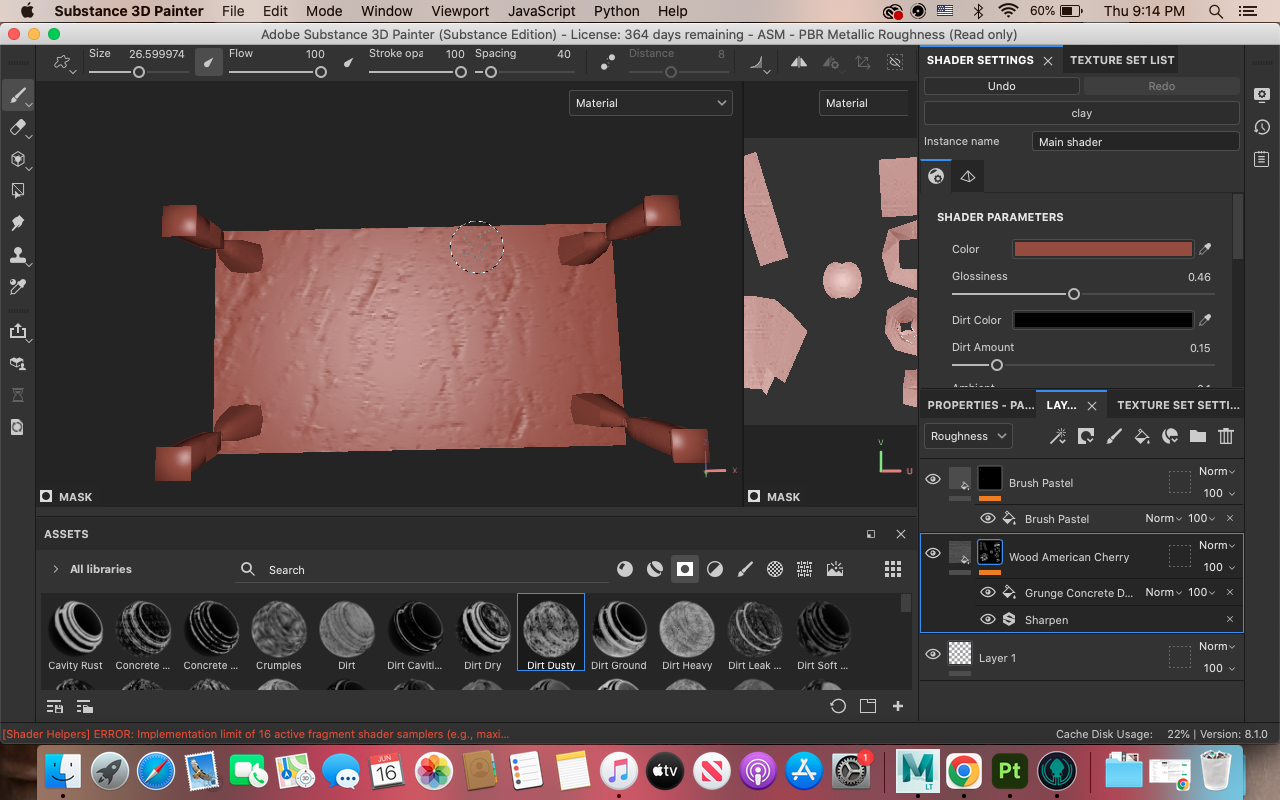 Substance 3D Painter File Edit Mode Window Viewport JavaScript Python Help 60% Thu 9:14 PM
Adobe Substance 3D Painter (Substance Edition) - License: 364 days remaining - ASM - PBR Metallic Roughness (Read only)
Size 26.599974 Flow 100 Stroke opa 100 Spacing 40 Distance 8
Material
Material
MASK
MASK
X
V
U
SHADER SETTINGS TEXTURE SET LIST
Undo Redo
clay
Instance name Main shader
SHADER PARAMETERS
Color
Glossiness 0.46
Dirt Color
Dirt Amount 0.15
PROPERTIES - PA... LAY... TEXTURE SET SETTI...
Roughness
Brush Pastel Norm 100
Brush Pastel Norm 100
Wood American Cherry Norm 100
Grunge Concrete D... Norm 100
Sharpen
Layer 1 Norm 100
ASSETS
All libraries Search
Cavity Rust Concrete ... Concrete ... Crumples Dirt Dirt Caviti... Dirt Dry Dirt Dusty Dirt Ground Dirt Heavy Dirt Leak ... Dirt Soft ...
[Shader Helpers] ERROR: Implementation limit of 16 active fragment shader samplers (e.g., maxi...
Cache Disk Usage: 22% | Version: 8.1.0
JUN
16
tv
1
M
LT
Pt